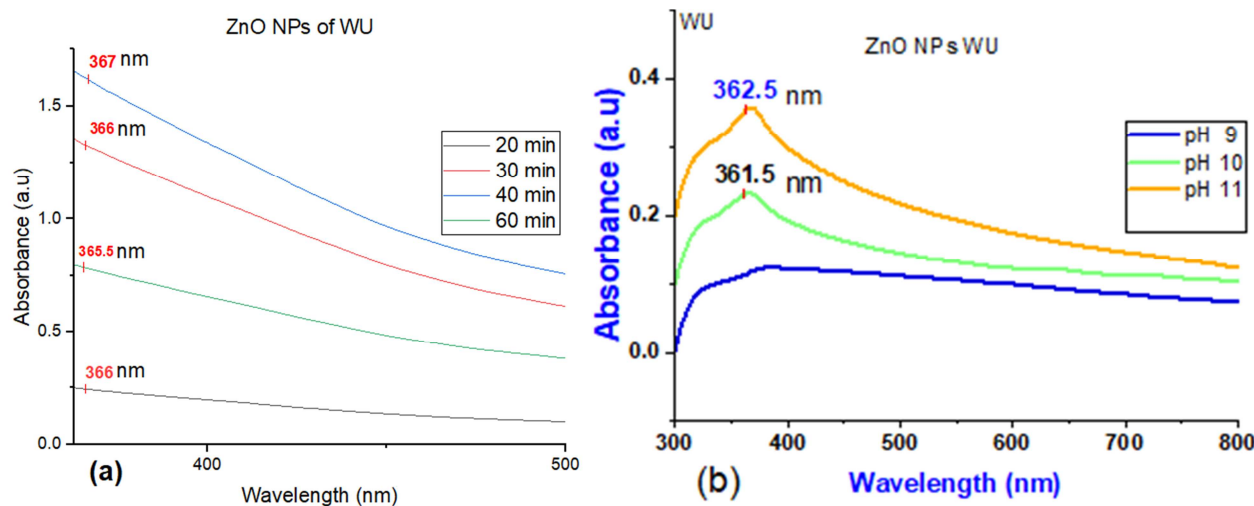 ZnO NPs of WU
367 nm
366 nm
365.5 nm
366 nm
1.5
1.0
0.5
0.0
Absorbance (a.u)
20 min
30 min
40 min
60 min
400
500
Wavelength (nm)
(a)
WU
ZnO NPs WU
362.5 nm
361.5 nm
0.4
0.2
0.0
Absorbance (a.u)
pH 9
pH 10
pH 11
300
400
500
600
700
800
Wavelength (nm)
(b)